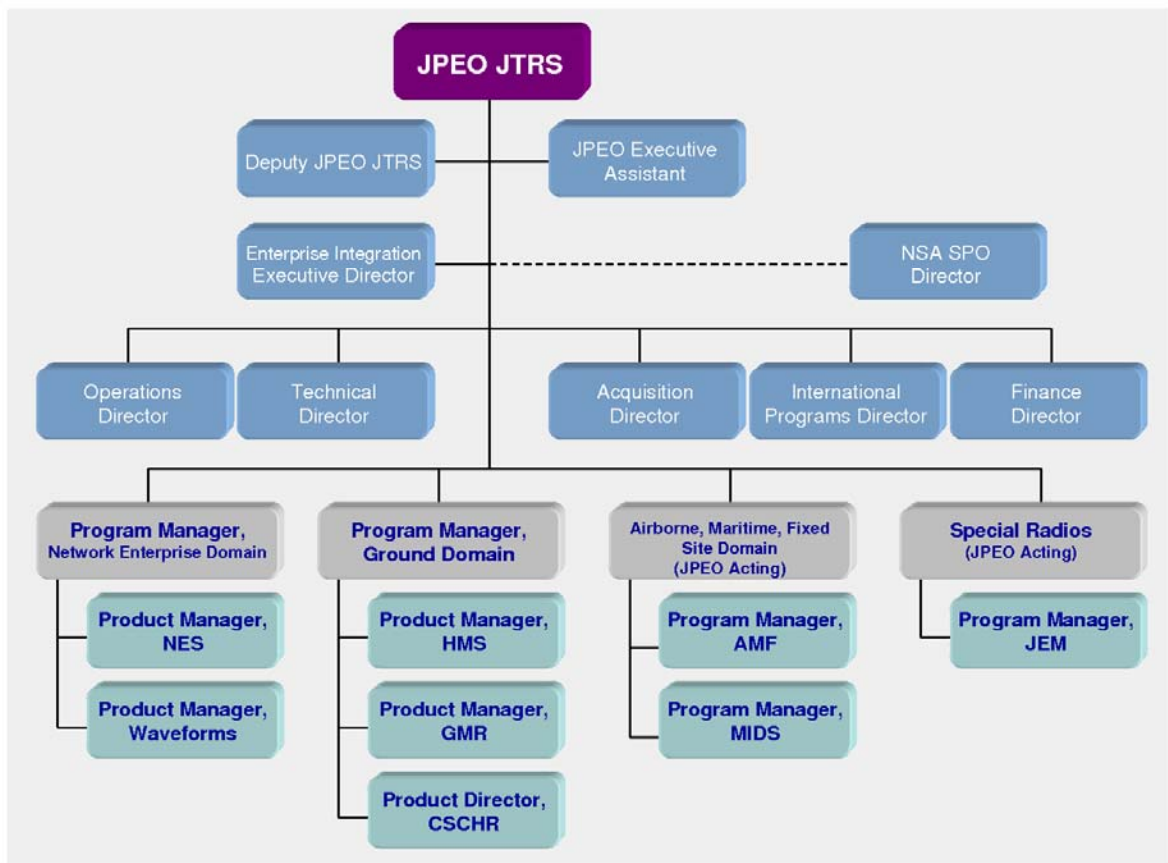 JPEO JTRS
Deputy JPEO JTRS
JPEO Executive
Assistant
Enterprise Integration
Executive Director
NSA SPO
Director
Operations
Director
Technical
Director
Acquisition
Director
International
Programs Director
Finance
Director
Program Manager,
Network Enterprise Domain
Product Manager,
NES
Product Manager,
Waveforms
Program Manager,
Ground Domain
Product Manager,
HMS
Product Manager,
GMR
Product Director,
CSCHR
Airborne, Maritime, Fixed
Site Domain
(JPEO Acting)
Program Manager,
AMF
Program Manager,
MIDS
Special Radios
(JPEO Acting)
Program Manager,
JEM